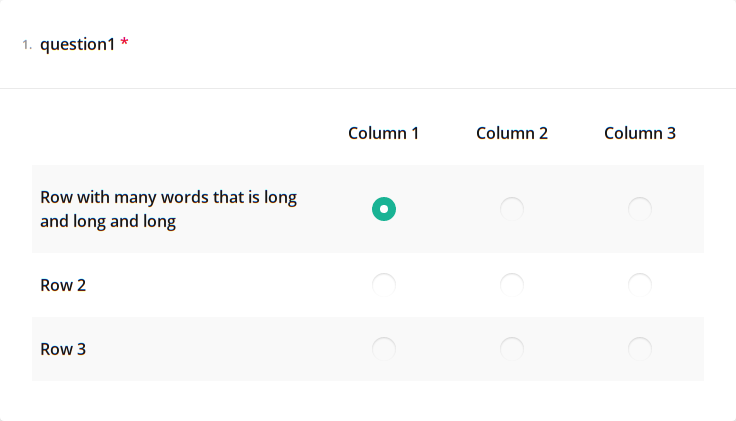 1. question1 *
Column 1 Column 2 Column 3
Row with many words that is long
and long and long
Row 2
Row 3